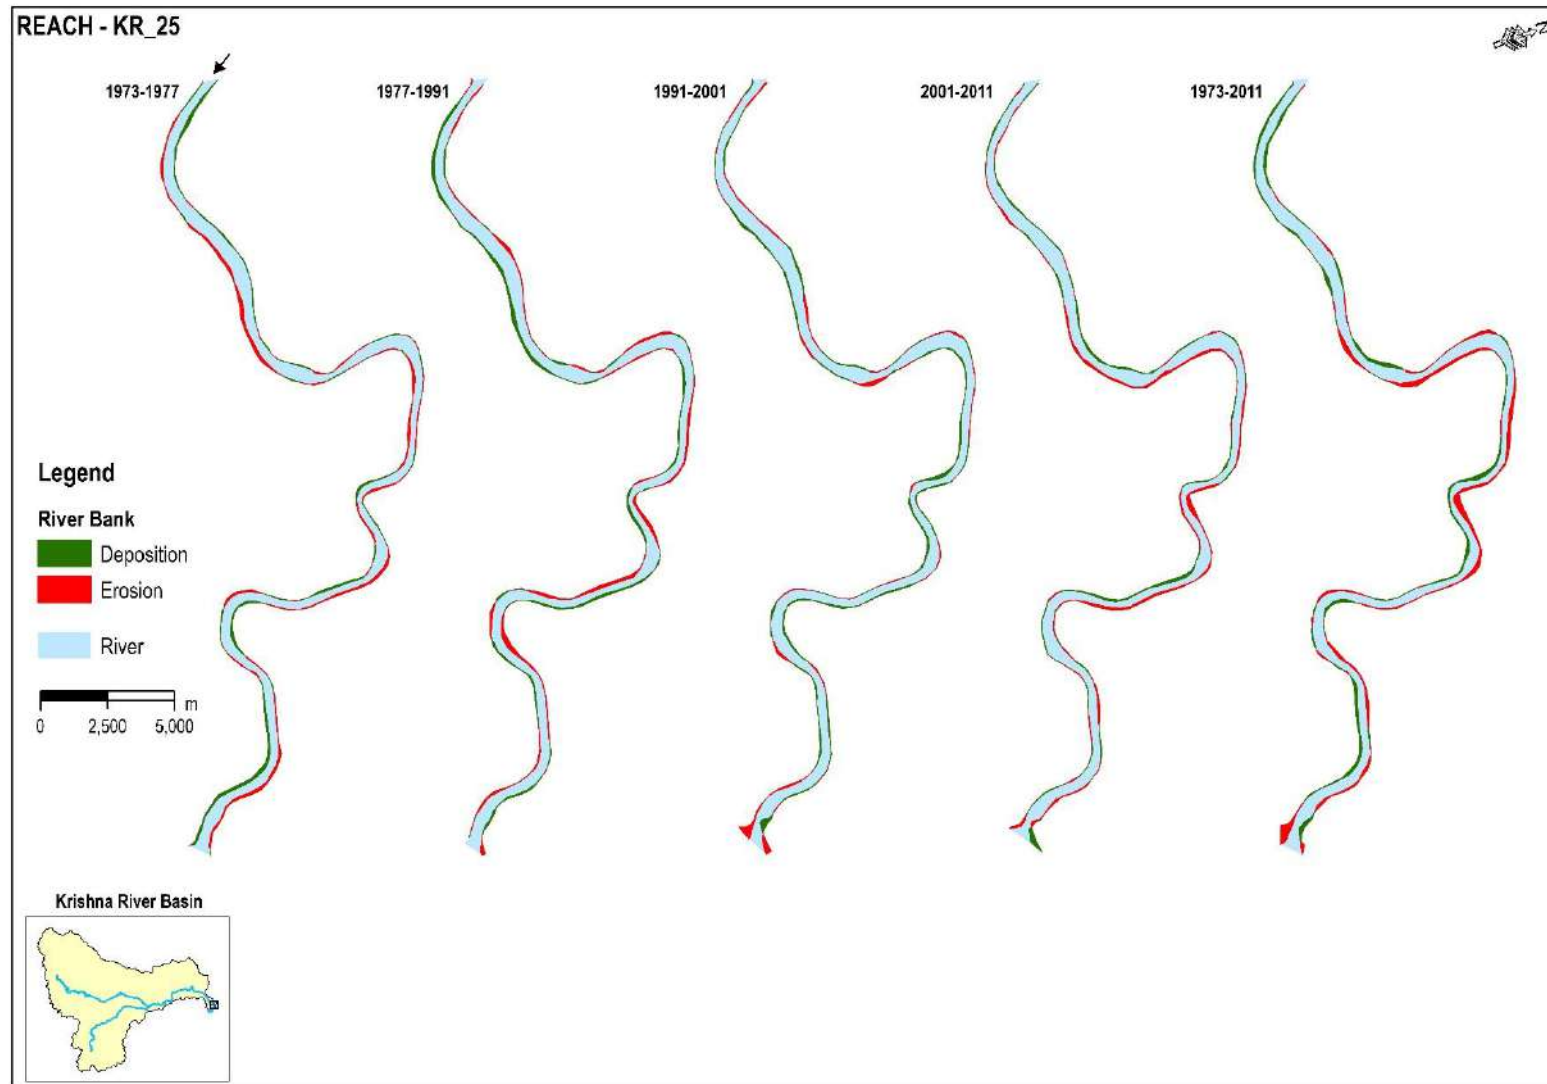 REACH - KR_25
N
1973-1977
1977-1991
1991-2001
2001-2011
1973-2011
Legend
River Bank
Deposition
Erosion
River
m
0 2,500 5,000
Krishna River Basin